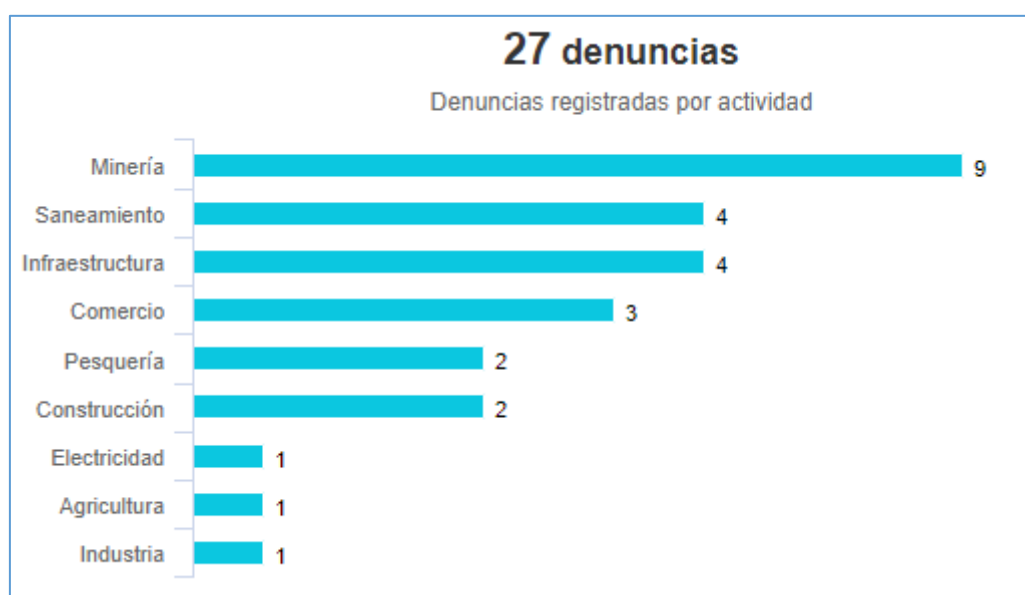 27 denuncias
Denuncias registradas por actividad
Minería 9
Saneamiento 4
Infraestructura 4
Comercio 3
Pesquería 2
Construcción 2
Electricidad 1
Agricultura 1
Industria 1